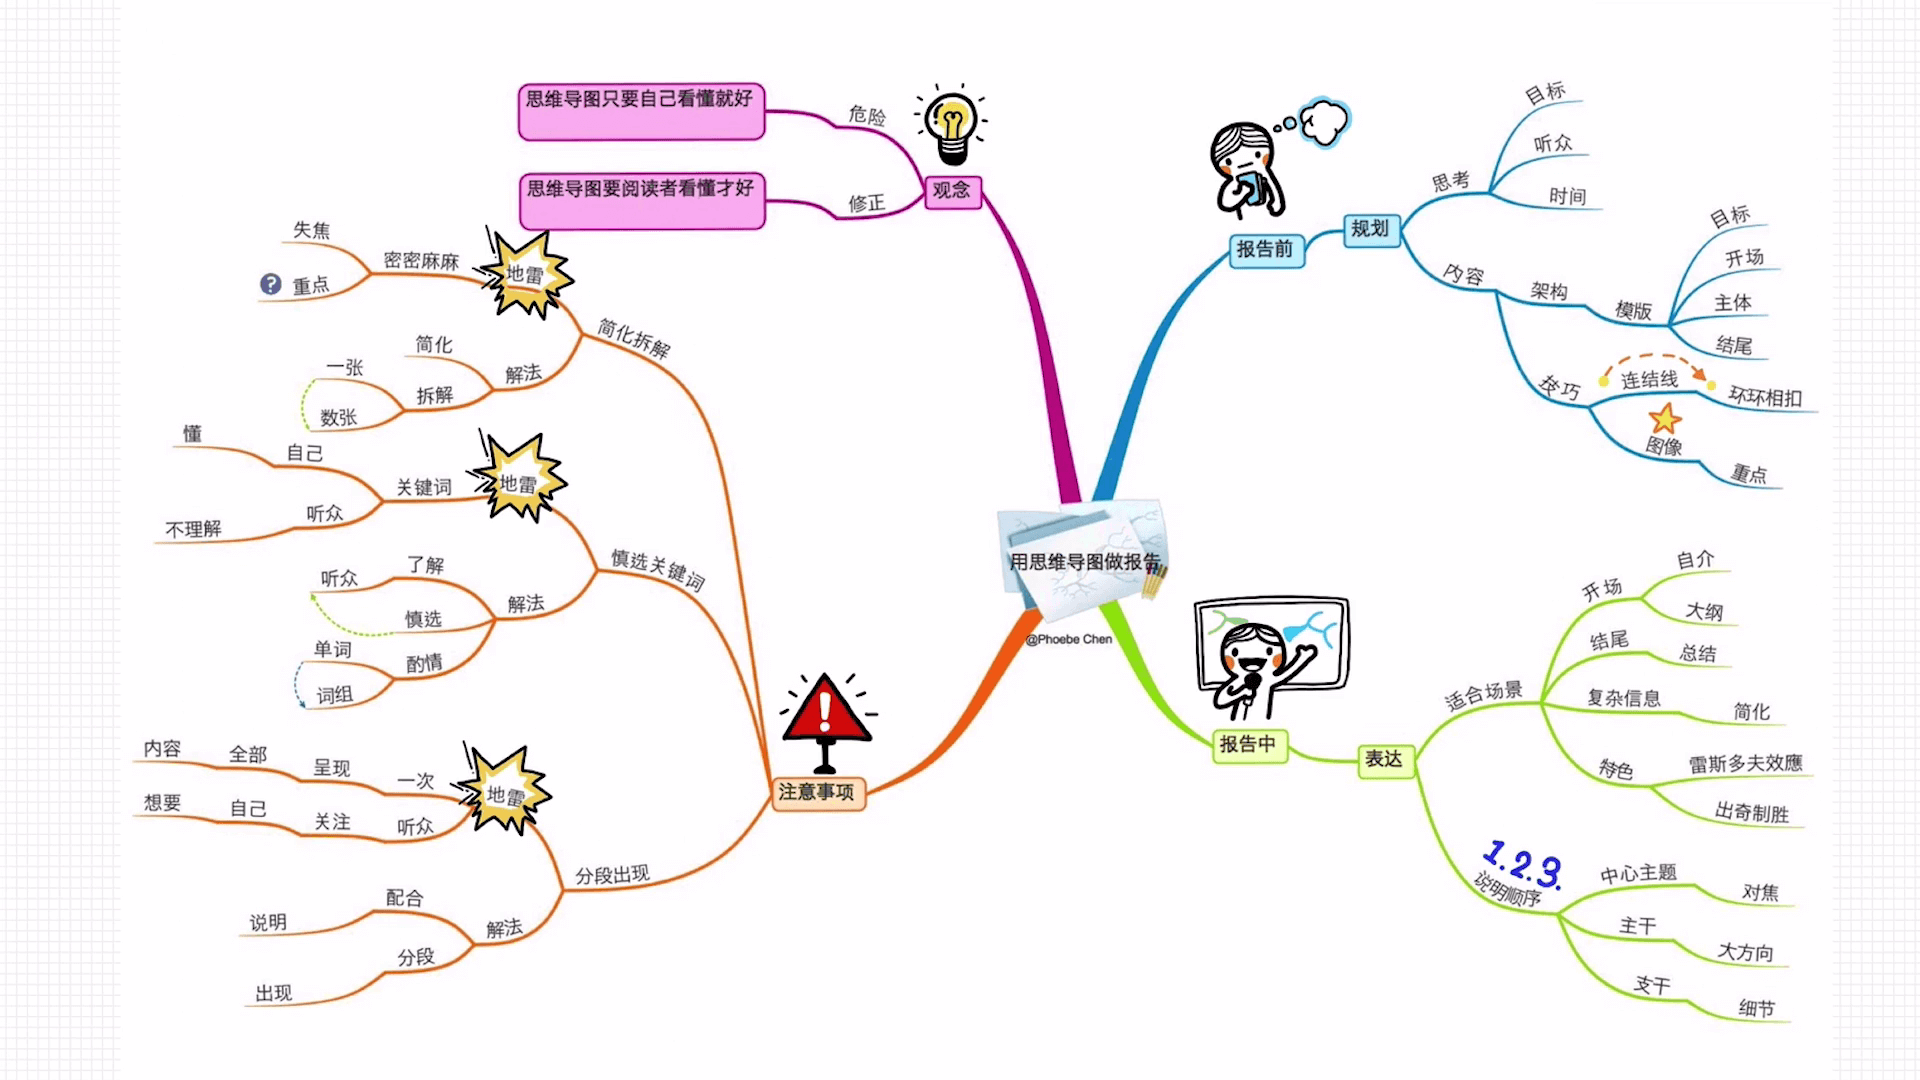 用思维导图做报告
@Phoebe Chen
报告前
规划
思考
目标
听众
时间
内容
架构
模版
目标
开场
主体
结尾
技巧
连结线
环环相扣
图像
重点
报告中
表达
适合场景
开场
自介
大纲
结尾
总结
复杂信息
简化
特色
雷斯多夫效應
出奇制胜
1.2.3.
说明顺序
中心主题
对焦
主干
大方向
支干
细节
注意事项
简化拆解
地雷
密密麻麻
失焦
? 重点
解法
简化
拆解
一张
数张
慎选关键词
地雷
关键词
自己
懂
听众
不理解
解法
了解
听众
慎选
酌情
单词
词组
分段出现
地雷
一次
呈现
全部
内容
听众
关注
自己
想要
解法
配合
说明
分段
出现
观念
危险
思维导图只要自己看懂就好
修正
思维导图要阅读者看懂才好